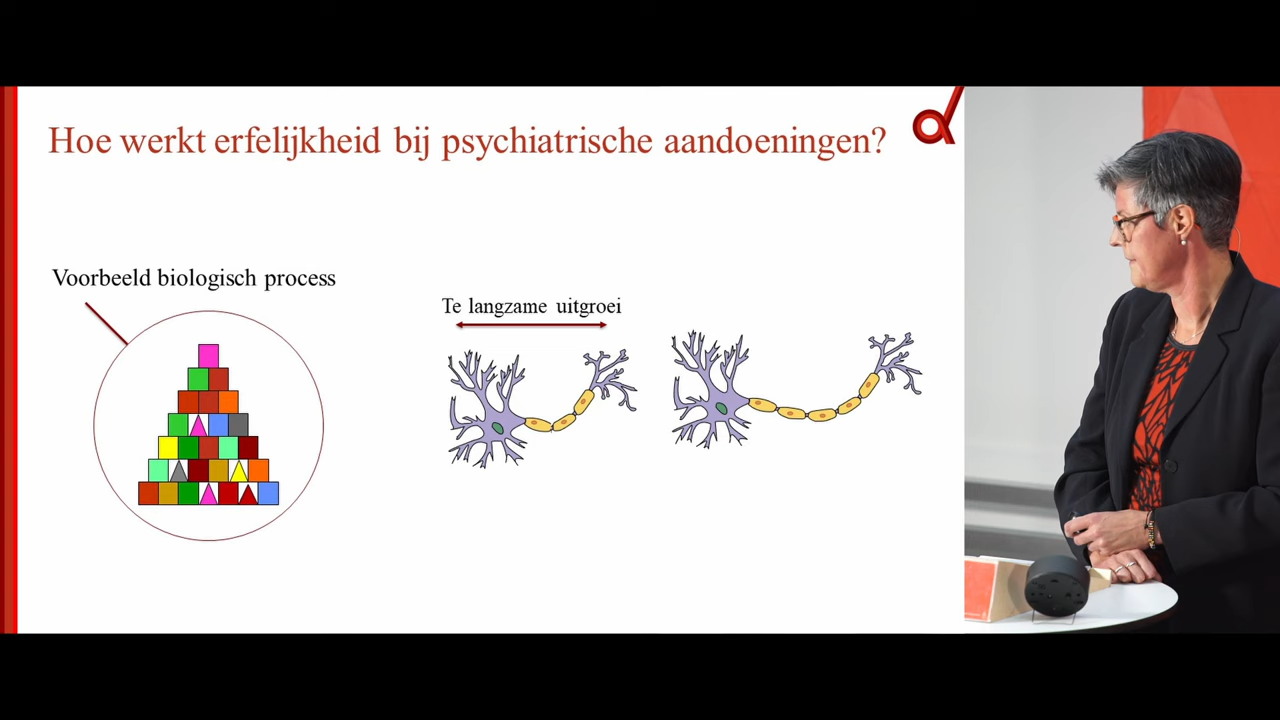 Hoe werkt erfelijkheid bij psychiatrische aandoeningen?
Voorbeeld biologisch process
Te langzame uitgroei